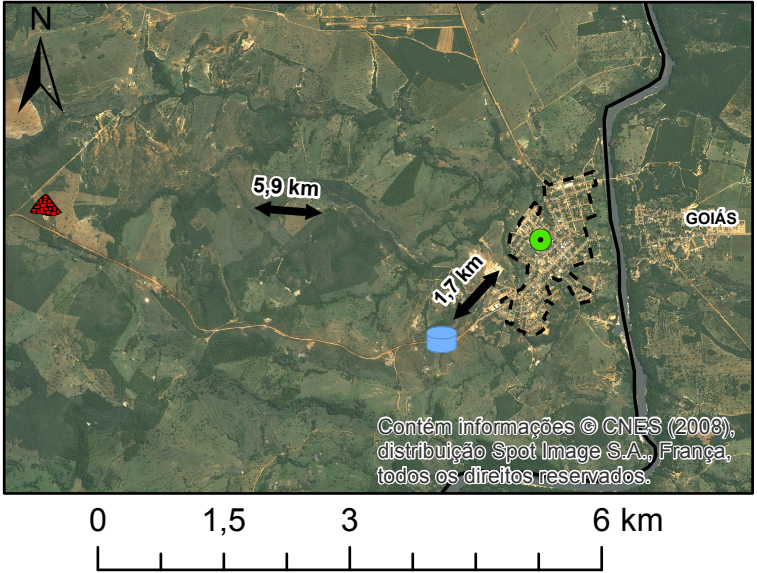 N
5,9 km
GOIÁS
1,7 km
Contém informações © CNES (2008),
distribuição Spot Image S.A., França,
todos os direitos reservados.
0 1,5 3 6 km